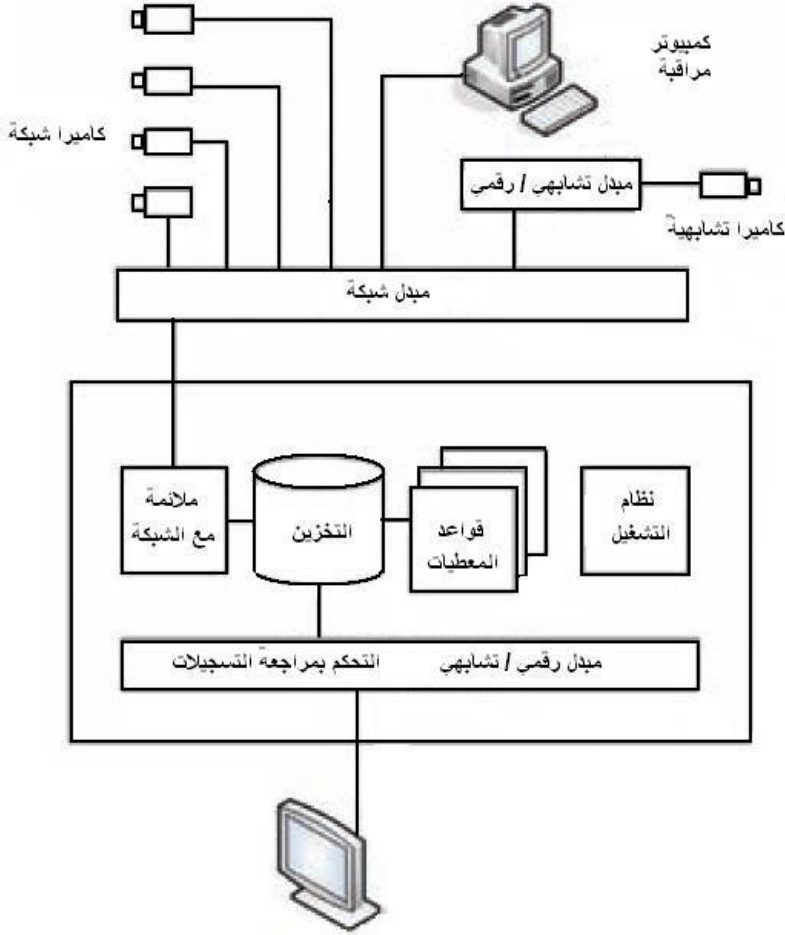 كمبيوتر
مراقبة
كاميرا شبكة
مبدل تشابهي / رقمي
كاميرا تشابهية
مبدل شبكة
ملائمة
مع الشبكة
التخزين
قواعد
المعطيات
نظام
التشغيل
مبدل رقمي / تشابهي
التحكم بمراجعة التسجيلات